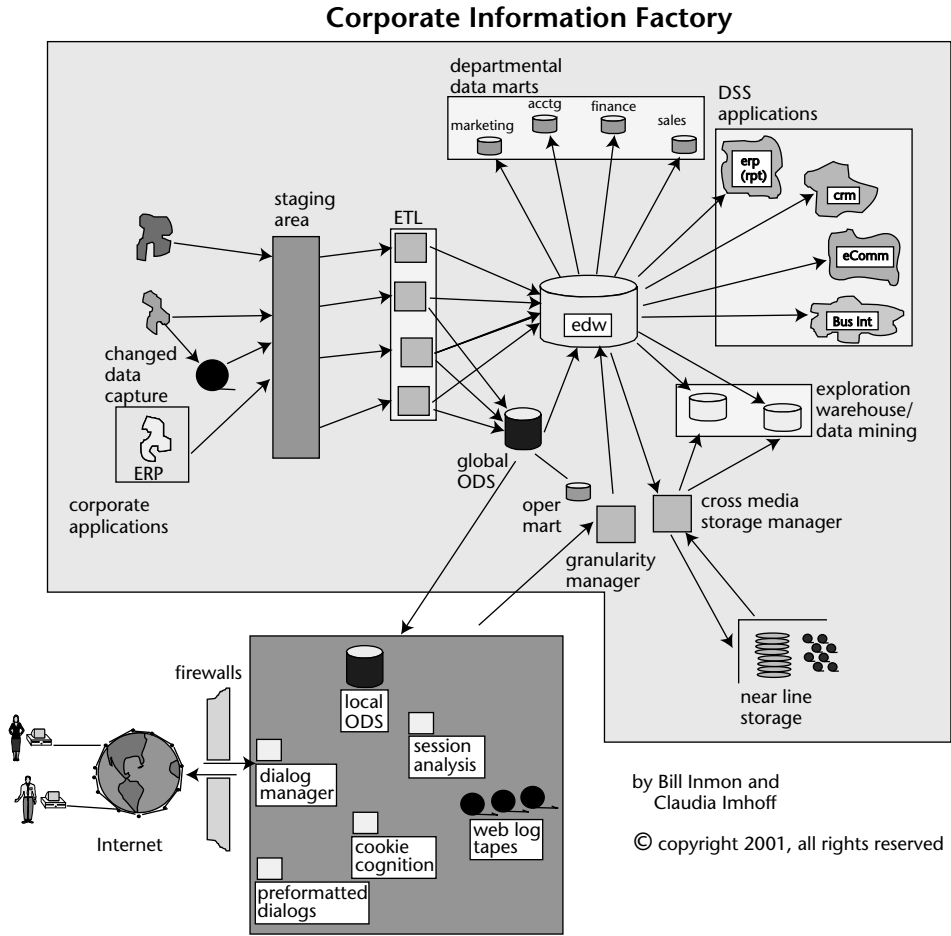 Corporate Information Factory
departmental
data marts
marketing
acctg
finance
sales
DSS
applications
erp
(rpt)
crm
eComm
Bus Int
staging
area
ETL
edw
changed
data
capture
ERP
corporate
applications
global
ODS
oper
mart
granularity
manager
exploration
warehouse/
data mining
cross media
storage manager
near line
storage
firewalls
Internet
local
ODS
session
analysis
dialog
manager
web log
tapes
cookie
cognition
preformatted
dialogs
by Bill Inmon and
Claudia Imhoff
© copyright 2001, all rights reserved